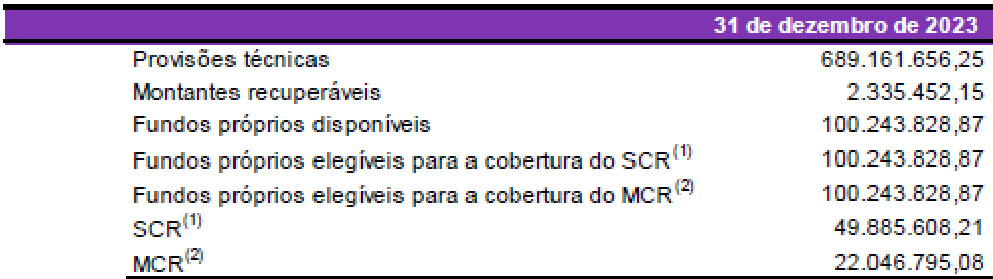 31 de dezembro de 2023
Provisões técnicas 689.161.656,25
Montantes recuperáveis 2.335.452,15
Fundos próprios disponíveis 100.243.828,87
Fundos próprios elegíveis para a cobertura do SCR(1) 100.243.828,87
Fundos próprios elegíveis para a cobertura do MCR(2) 100.243.828,87
SCR(1) 49.885.608,21
MCR(2) 22.046.795,08